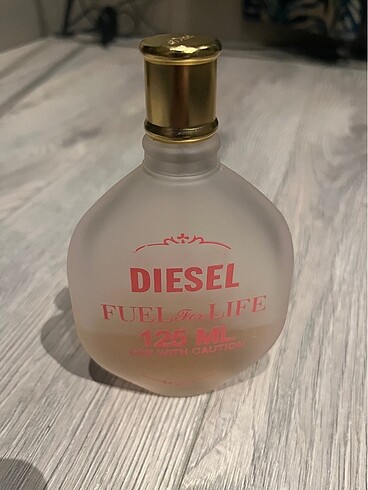 DIESEL
FUEL For LIFE
125 ML
USE WITH CAUTION